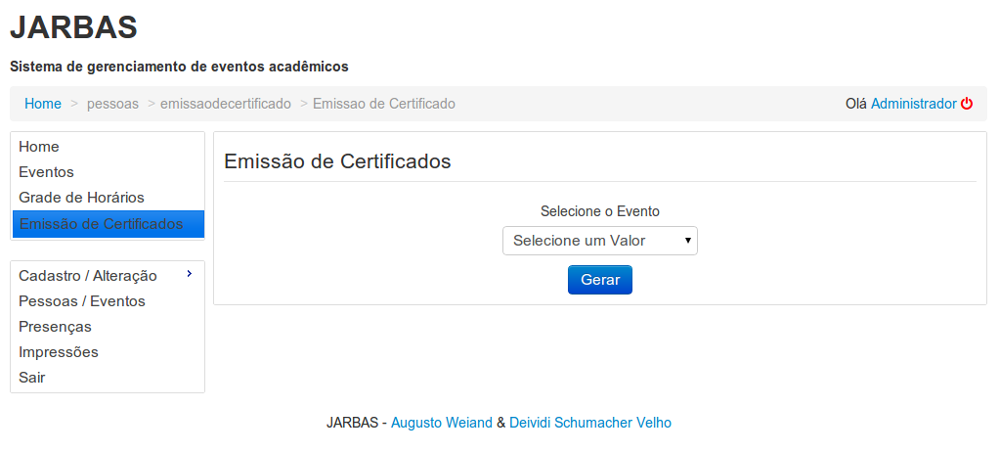 JARBAS
Sistema de gerenciamento de eventos acadêmicos
Home > pessoas > emissaodecertificado > Emissao de Certificado
Olá Administrador
Home
Eventos
Grade de Horários
Emissão de Certificados
Cadastro / Alteração
Pessoas / Eventos
Presenças
Impressões
Sair
Emissão de Certificados
Selecione o Evento
Selecione um Valor
Gerar
JARBAS - Augusto Weiand & Deividi Schumacher Velho